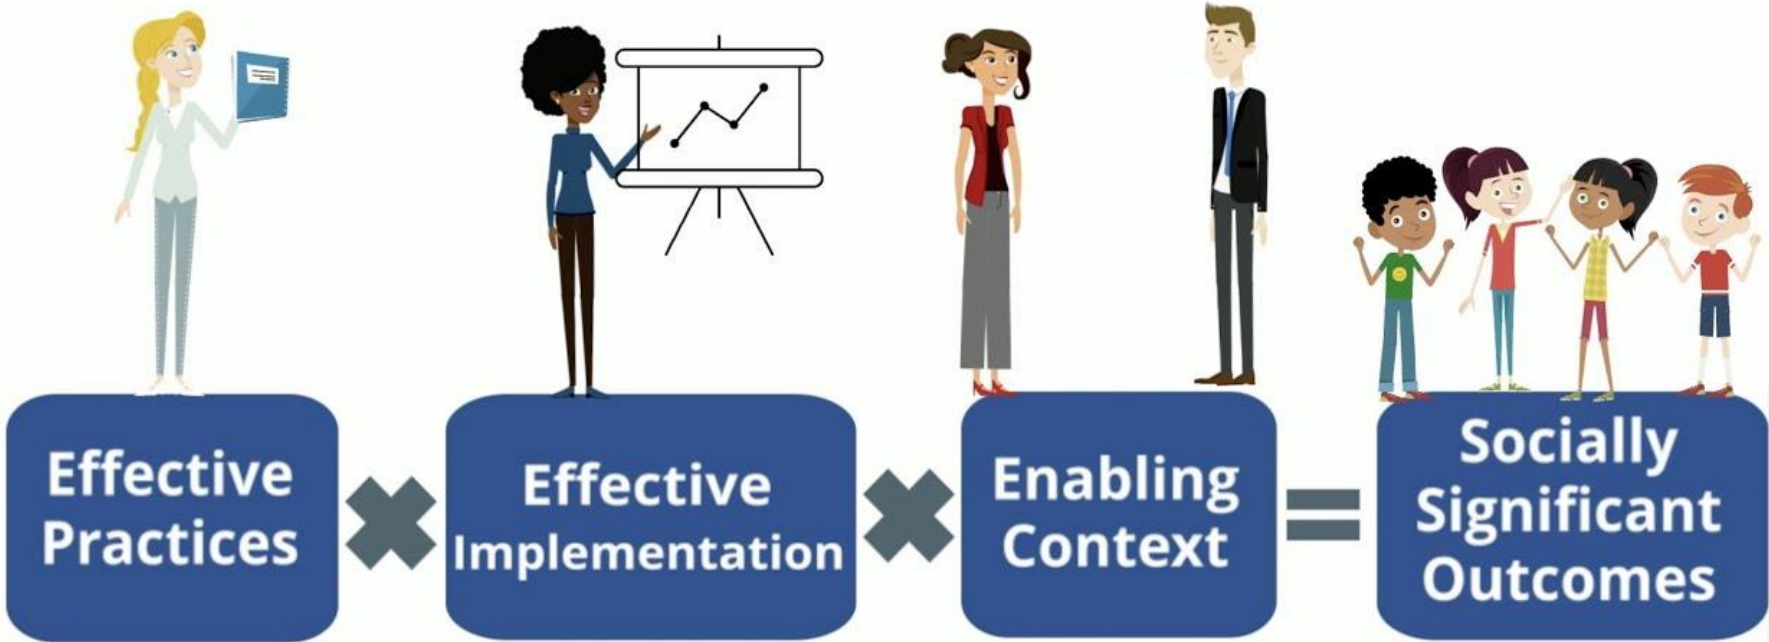 Effective
Practices
Effective
Implementation
Enabling
Context
Socially
Significant
Outcomes